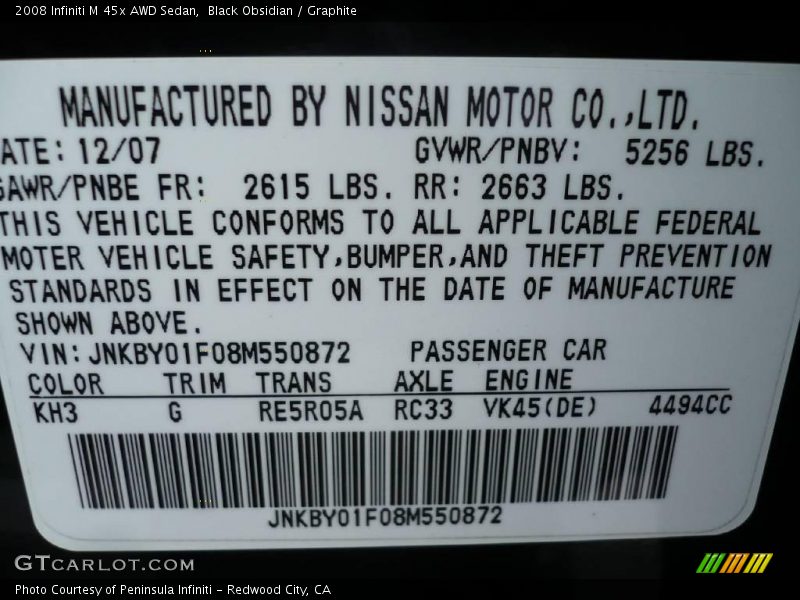 2008 Infiniti M 45x AWD Sedan,  Black Obsidian / Graphite
MANUFACTURED BY NISSAN MOTOR CO.,LTD.
ATE: 12/07 GVWR/PNBV: 5256 LBS.
GAWR/PNBE FR: 2615 LBS. RR: 2663 LBS.
THIS VEHICLE CONFORMS TO ALL APPLICABLE FEDERAL
MOTER VEHICLE SAFETY,BUMPER,AND THEFT PREVENTION
STANDARDS IN EFFECT ON THE DATE OF MANUFACTURE
SHOWN ABOVE.
VIN: JNKBY01F08M550872 PASSENGER CAR
COLOR TRIM TRANS AXLE ENGINE
KH3 G RE5R05A RC33 VK45(DE) 4494CC
JNKBY01F08M550872
GTCARLOT.COM
Photo Courtesy of Peninsula Infiniti - Redwood City, CA